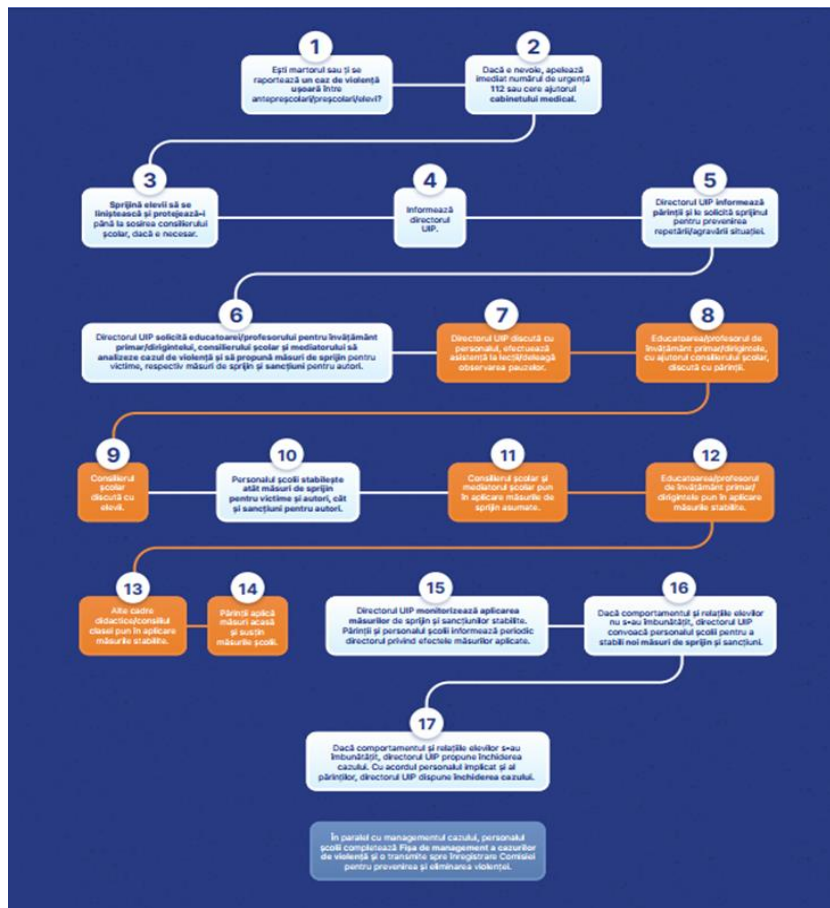 1
Ești martorul sau ți se
raportează un caz de violență
ușoară între
antepreșcolari/preșcolari/elevi?
2
Dacă e nevoie, apelează
imediat numărul de urgență
112 sau cere ajutorul
cabinetului medical.
3
Sprijină elevii să se
liniștească și protejează-i
până la sosirea consilierului
școlar, dacă e necesar.
4
Informează
directorul
UIP.
5
Directorul UIP informează
părinții și le solicită sprijinul
pentru prevenirea
repetării/agravării situației.
6
Directorul UIP solicită educatoarei/profesorului pentru învățământ
primar/dirigintelui, consilierului școlar și mediatorului să
analizeze cazul de violență și să propună măsuri de sprijin pentru
victime, respectiv măsuri de sprijin și sancțiuni pentru autori.
7
Directorul UIP discută cu
personalul, efectuează
asistență la lecții/deleagă
observarea pauzelor.
8
Educatoarea/profesorul de
învățământ primar/dirigintele,
cu ajutorul consilierului școlar,
discută cu părinții.
9
Consilierul
școlar
discută cu
elevii.
10
Personalul școlii stabilește
atât măsuri de sprijin
pentru victime și autori, cât
și sancțiuni pentru autori.
11
Consilierul școlar și
mediatorul școlar pun
în aplicare măsurile de
sprijin asumate.
12
Educatoarea/profesorul
de învățământ primar/
dirigintele pun în aplicare
măsurile stabilite.
13
Alte cadre
didactice/consiliul
clasei pun în aplicare
măsurile stabilite.
14
Părinții aplică
măsuri acasă
și susțin
măsurile școlii.
15
Directorul UIP monitorizează aplicarea
măsurilor de sprijin și sancțiunilor stabilite.
Părinții și personalul școlii informează periodic
directorul privind efectele măsurilor aplicate.
16
Dacă comportamentul și relațiile elevilor
nu s-au îmbunătățit, directorul UIP
convoacă personalul școlii pentru a
stabili noi măsuri de sprijin și sancțiuni.
17
Dacă comportamentul și relațiile elevilor s-au
îmbunătățit, directorul UIP propune închiderea
cazului. Cu acordul personalului implicat și al
părinților, directorul UIP dispune închiderea cazului.
În paralel cu managementul cazului, personalul
școlii completează Fișa de management a cazurilor
de violență și o transmite spre înregistrare Comisiei
pentru prevenirea și eliminarea violenței.